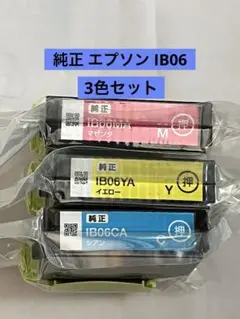 純正 エプソン IB06
3色セット
純正
IB06MA
マゼンタ
M
押
純正
IB06YA
イエロー
Y
押
純正
IB06CA
シアン
押